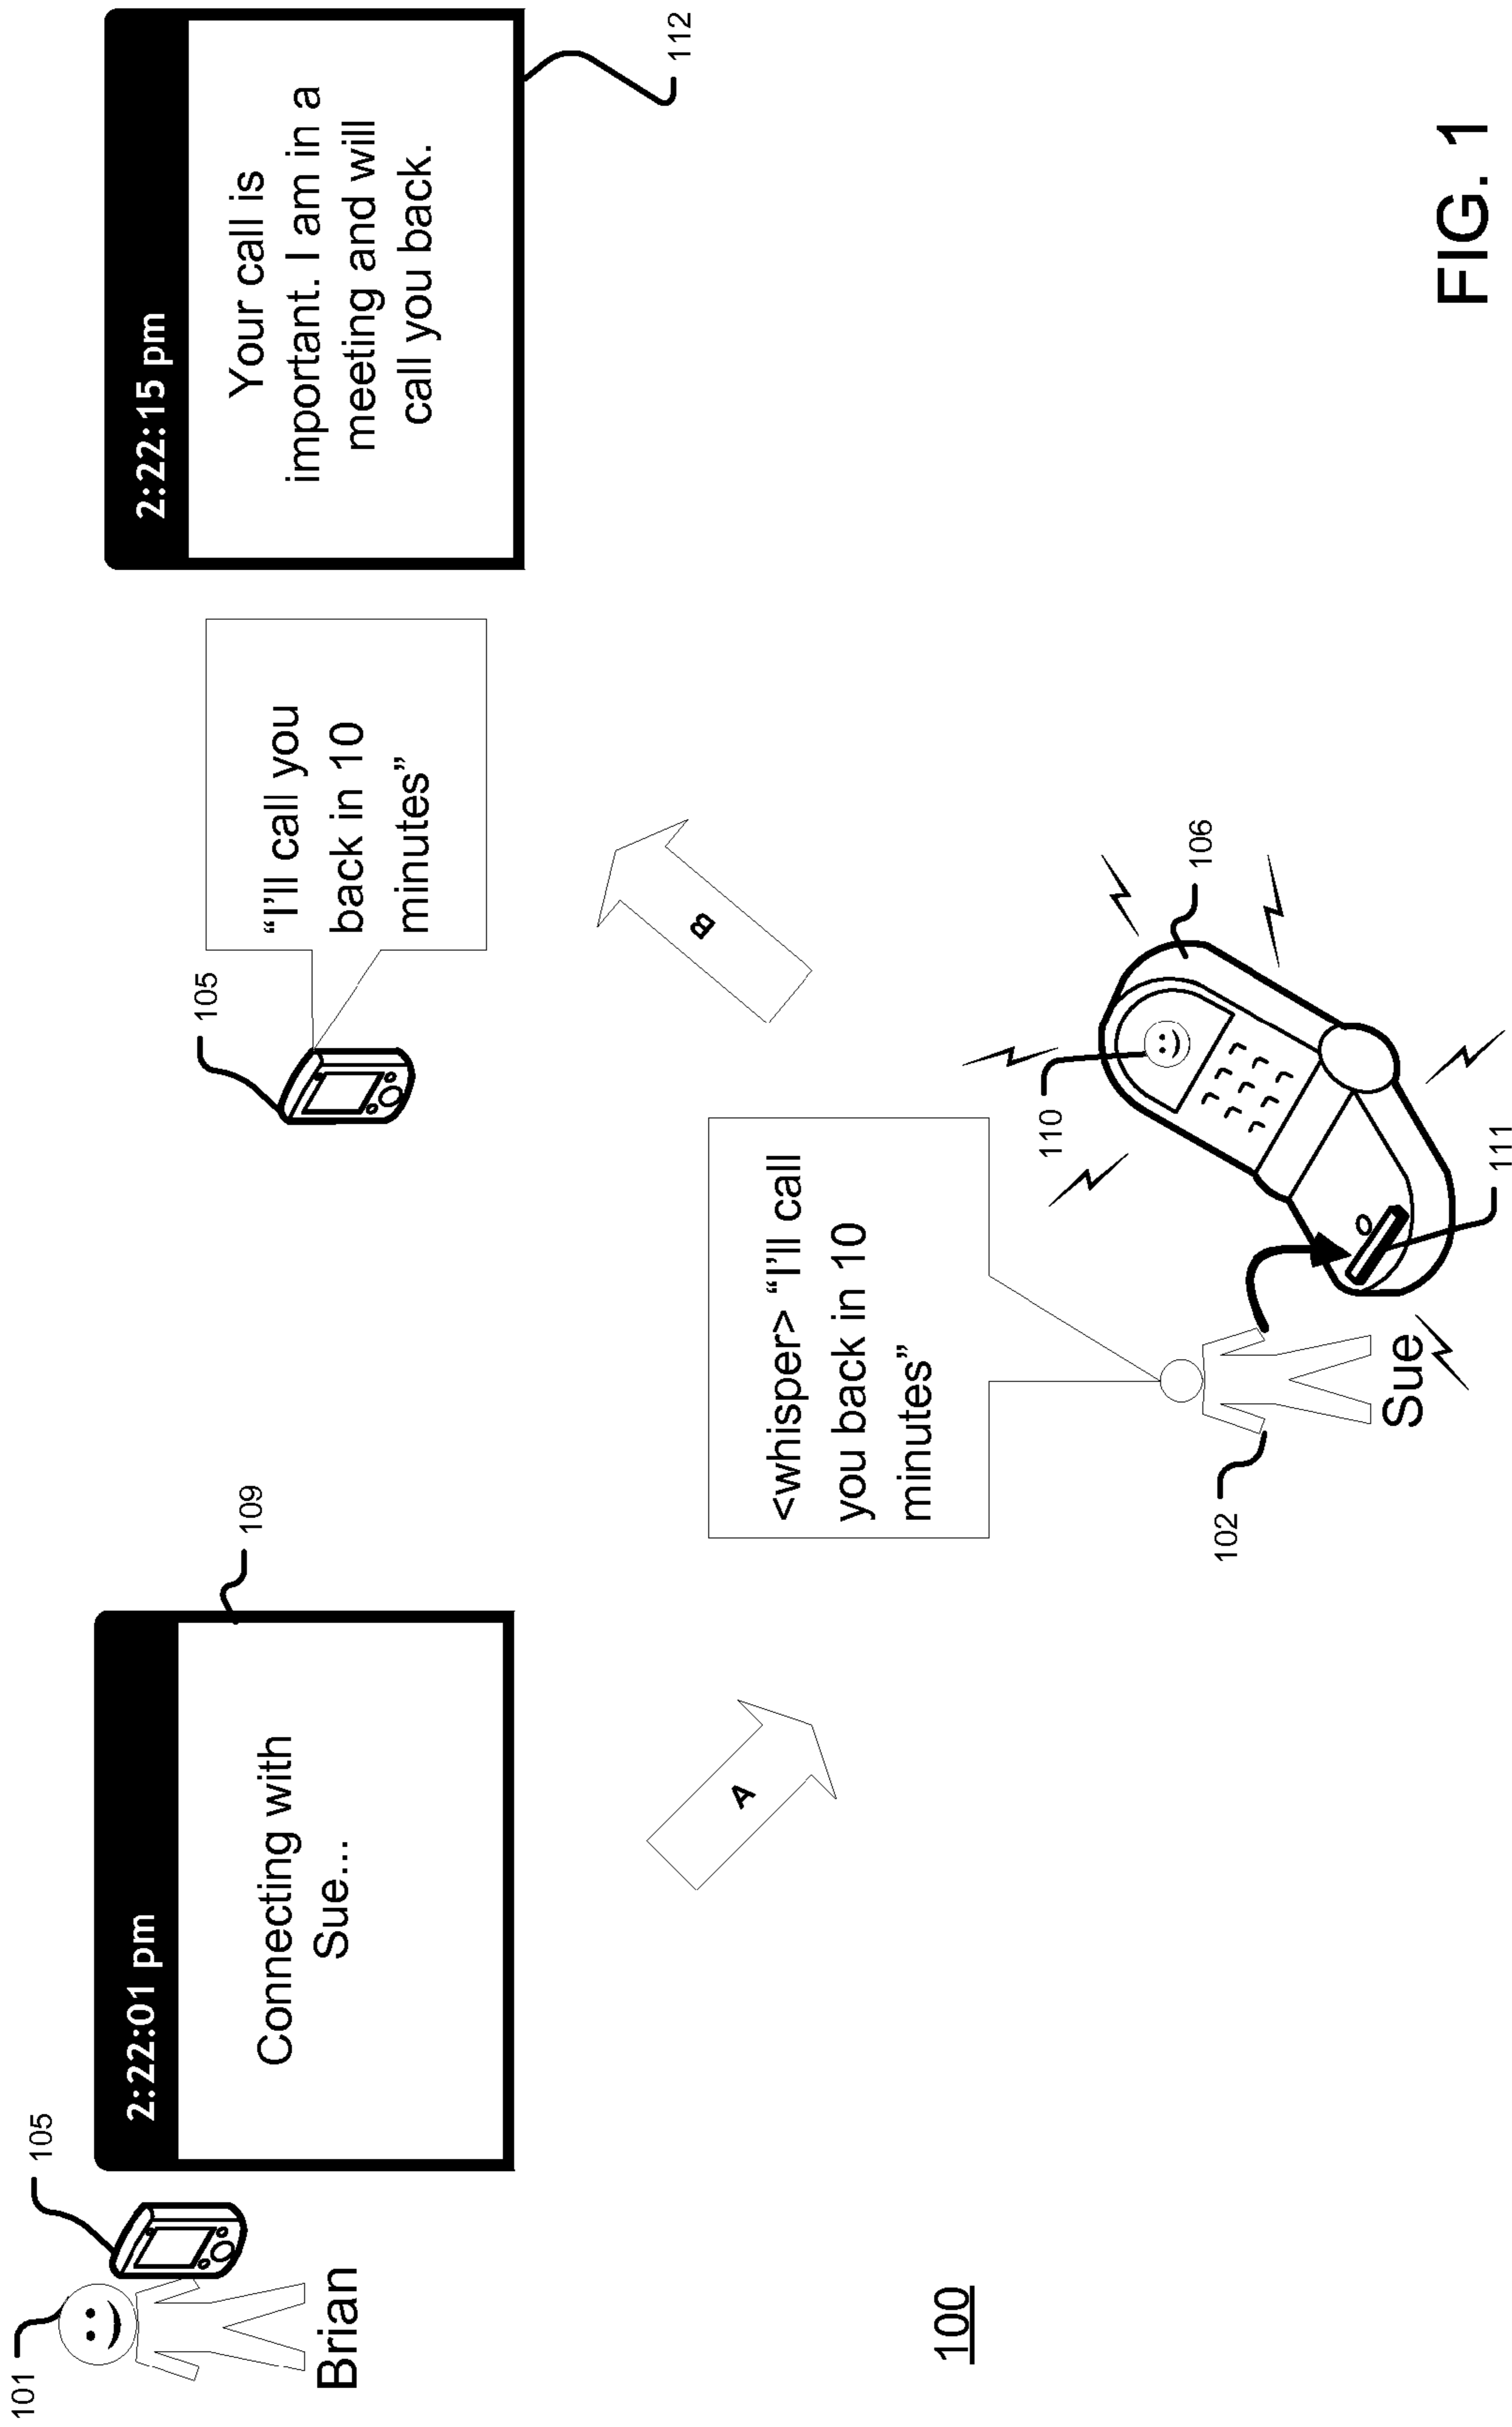 101
105
Brian
2:22:01 pm
Connecting with
Sue...
109
A
<whisper> “I’ll call
you back in 10
minutes”
102
Sue
110
106
111
B
105
“I’ll call you
back in 10
minutes”
2:22:15 pm
Your call is
important. I am in a
meeting and will
call you back.
112
100
FIG. 1